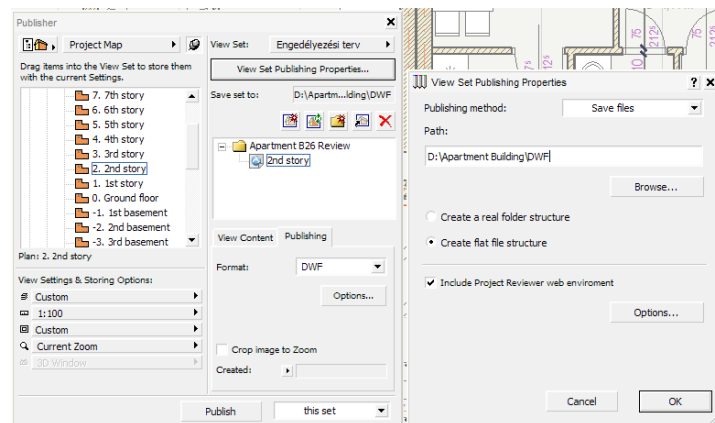 Publisher
Project Map
View Set:
Engedélyezési terv
Drag items into the View Set to store them
with the current Settings.
View Set Publishing Properties...
Save set to:
D:\Apartm...lding\DWF
7. 7th story
6. 6th story
5. 5th story
4. 4th story
3. 3rd story
2. 2nd story
1. 1st story
0. Ground floor
-1. 1st basement
-2. 2nd basement
-3. 3rd basement
Apartment B26 Review
2nd story
Plan: 2. 2nd story
View Settings & Storing Options:
Custom
1:100
Custom
Current Zoom
3D Window
View Content
Publishing
Format:
DWF
Options...
Crop image to Zoom
Created:
Publish
this set
75
2125
75
2125
10
View Set Publishing Properties
?
Publishing method:
Save files
Path:
D:\Apartment Building\DWF
Browse...
Create a real folder structure
Create flat file structure
Include Project Reviewer web enviroment
Options...
Cancel
OK